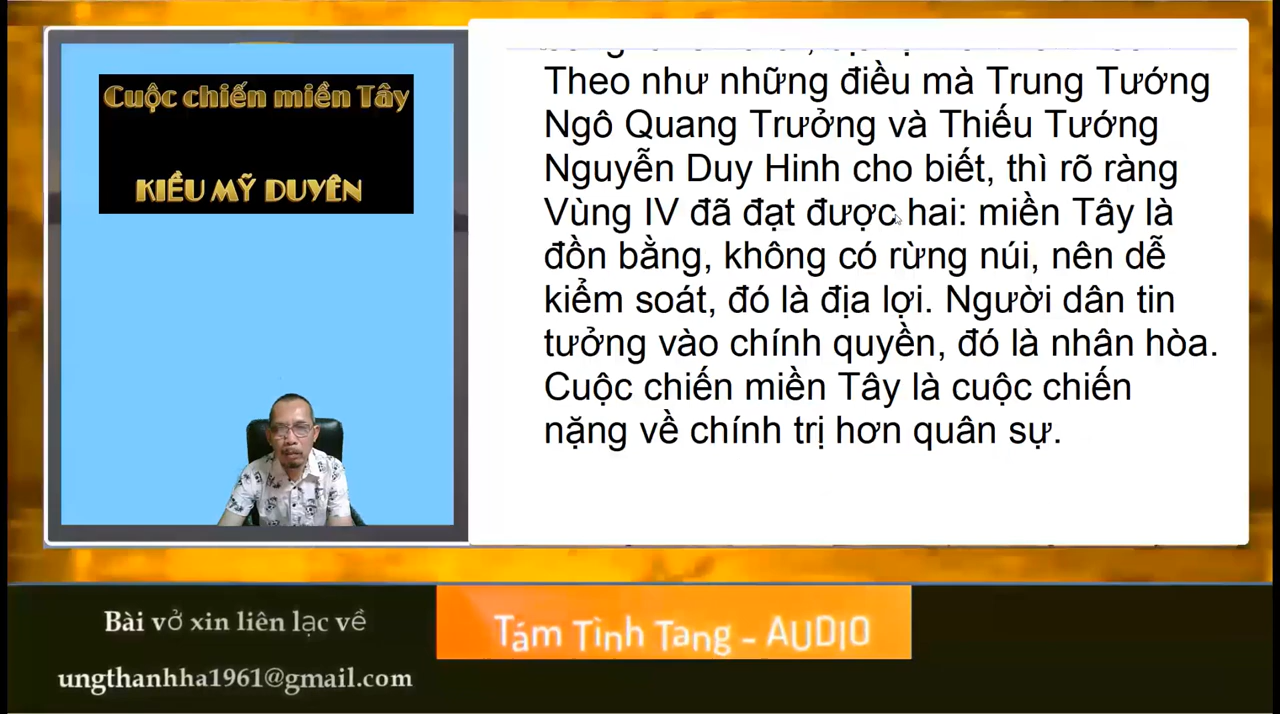 Cuộc chiến miền Tây
KIỀU MỸ DUYÊN
Theo như những điều mà Trung Tướng
Ngô Quang Trưởng và Thiếu Tướng
Nguyễn Duy Hinh cho biết, thì rõ ràng
Vùng IV đã đạt được hai: miền Tây là
đồn bằng, không có rừng núi, nên dễ
kiểm soát, đó là địa lợi. Người dân tin
tưởng vào chính quyền, đó là nhân hòa.
Cuộc chiến miền Tây là cuộc chiến
nặng về chính trị hơn quân sự.
Bài vở xin liên lạc về
ungthanhha1961@gmail.com
Tám Tình Tang - AUDIO